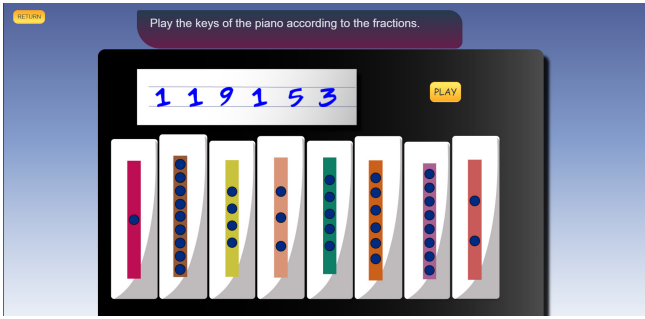 RETURN
Play the keys of the piano according to the fractions.
1 1 9 1 5 3
PLAY